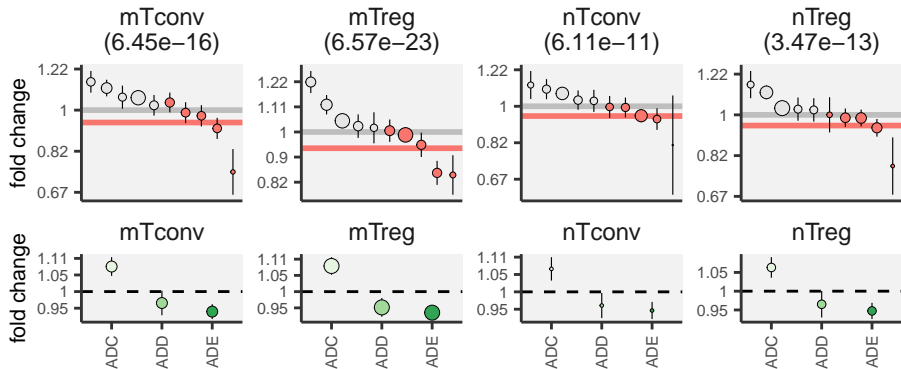 mTconv
(6.45e−16)
mTreg
(6.57e−23)
nTconv
(6.11e−11)
nTreg
(3.47e−13)
fold change
1.22
1
0.82
0.67
1.22
1.1
1
0.9
0.82
1.22
1
0.82
0.67
1.22
1
0.82
0.67
mTconv
mTreg
nTconv
nTreg
fold change
1.11
1.05
1
0.95
1.11
1.05
1
0.95
1.11
1.05
1
0.95
1.05
1
0.95
ADC
ADD
ADE
ADC
ADD
ADE
ADC
ADD
ADE
ADC
ADD
ADE